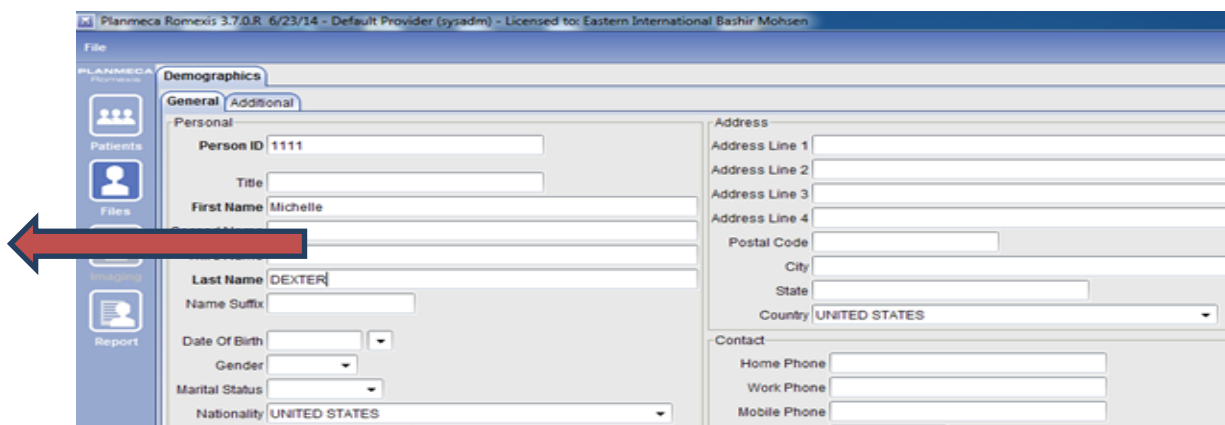 Planmeca Romexis 3.7.0.R 6/23/14 - Default Provider (sysadm) - Licensed to: Eastern International Bashir Mohsen
File
PLANMECA
Romexis
Patients
Files
Imaging
Report
Demographics
General Additional
Personal
Person ID 1111
Title
First Name Michelle
Last Name DEXTER
Name Suffix
Date Of Birth
Gender
Marital Status
Nationality UNITED STATES
Address
Address Line 1
Address Line 2
Address Line 3
Address Line 4
Postal Code
City
State
Country UNITED STATES
Contact
Home Phone
Work Phone
Mobile Phone